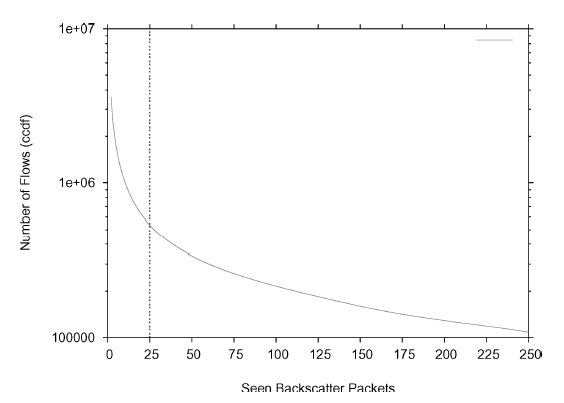 1e+07
1e+06
100000
Number of Flows (ccdf)
0 25 50 75 100 125 150 175 200 225 250
Seen Backscatter Packets